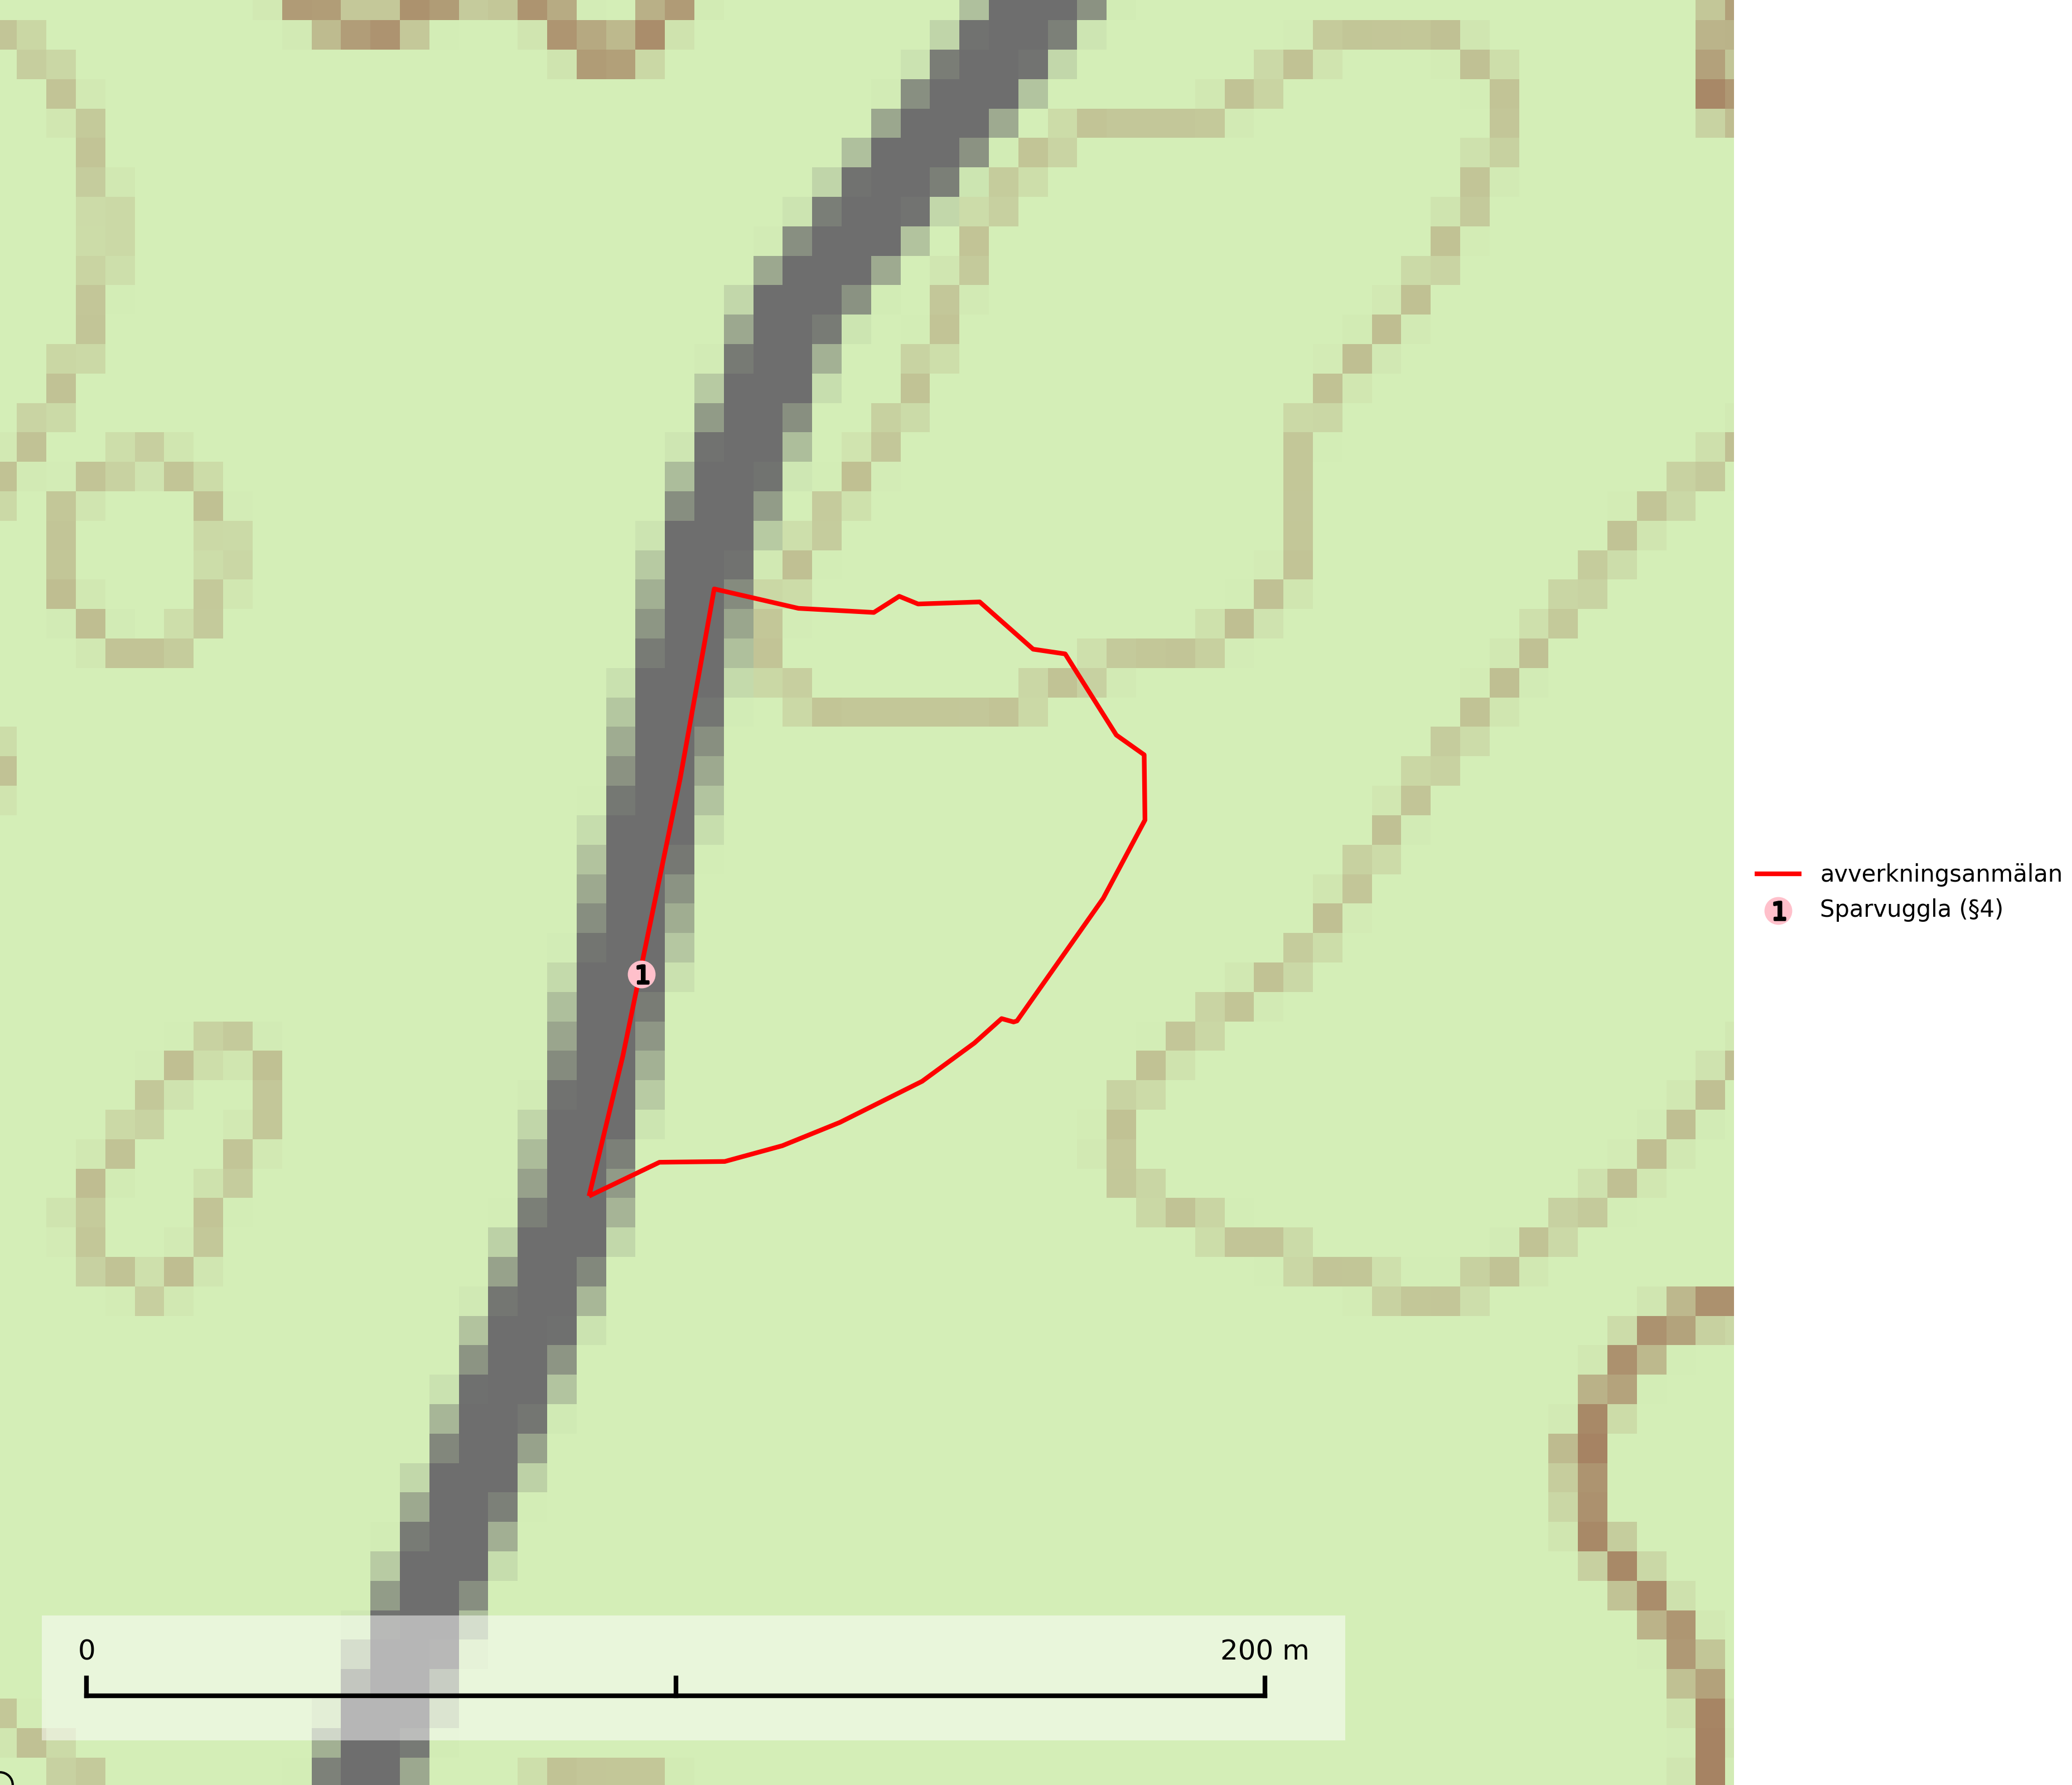 1
0
200 m
avverkningsanmälan
1 Sparvuggla (§4)